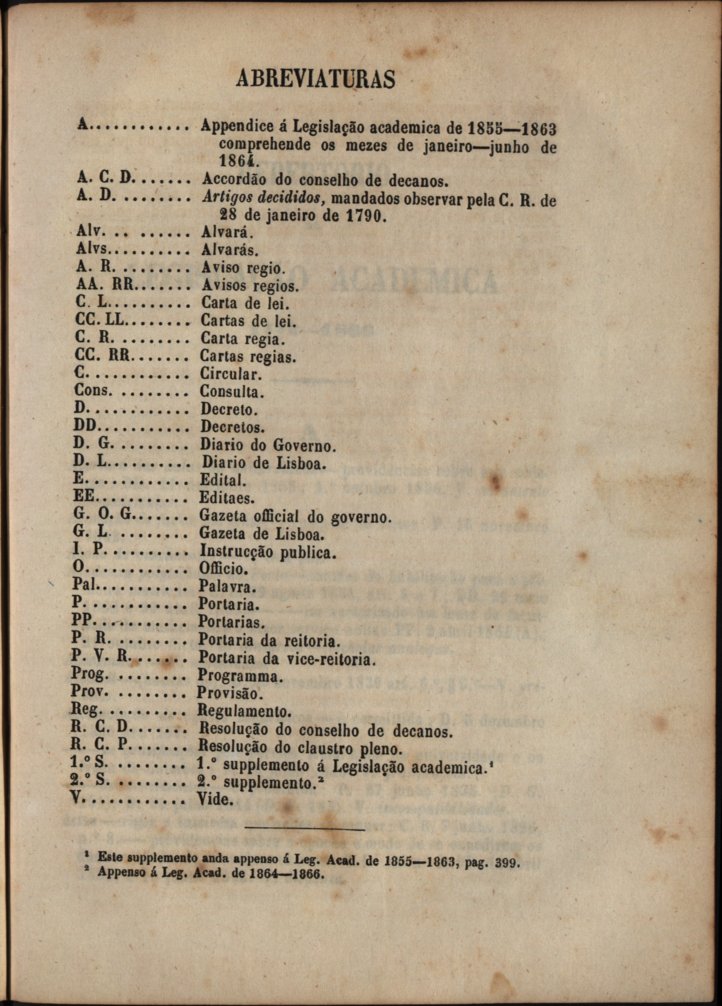 ABREVIATURAS
A............ Appendice á Legislação academica de 1855—1863
comprehende os mezes de janeiro—junho de
1864.
A. C. D....... Accordão do conselho de decanos.
A. D. ........ Artigos decididos, mandados observar pela C. R. de
28 de janeiro de 1790.
Alv. .. ...... Alvará.
Alvs.......... Alvarás.
A. R. ........ Aviso regio.
AA. RR....... Avisos regios.
C. L.......... Carta de lei.
CC. LL........ Cartas de lei.
C. R. ........ Carta regia.
CC. RR....... Cartas regias.
C............ Circular.
Cons. ........ Consulta.
D............ Decreto.
DD........... Decretos.
D. G. ........ Diario do Governo.
D. L.......... Diario de Lisboa.
E............ Edital.
EE........... Editaes.
G. O. G....... Gazeta official do governo.
G. L. ........ Gazeta de Lisboa.
I. P.......... Instrucção publica.
O............ Officio.
Pal........... Palavra.
P............ Portaria.
PP........... Portarias.
P. R. ........ Portaria da reitoria.
P. V. R....... Portaria da vice-reitoria.
Prog. ........ Programma.
Prov. ........ Provisão.
Reg. ......... Regulamento.
R. C. D....... Resolução do conselho de decanos.
R. C. P....... Resolução do claustro pleno.
1.º S. ........ 1.º supplemento á Legislação academica.¹
2.º S. ........ 2.º supplemento.²
V............ Vide.
¹ Este supplemento anda appenso á Leg. Acad. de 1855—1863, pag. 399.
² Appenso á Leg. Acad. de 1864—1866.